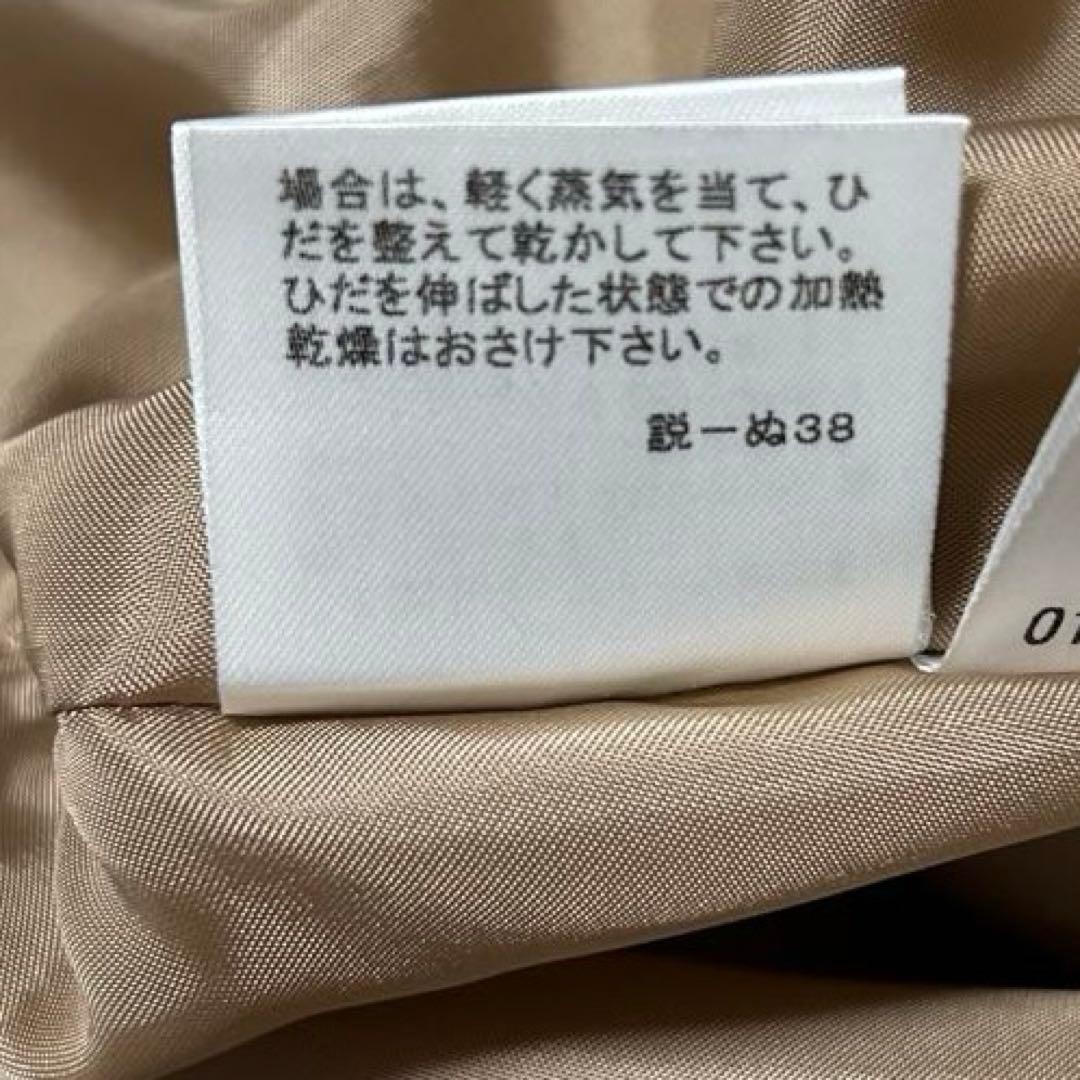 場合は、軽く蒸気を当て、ひ
だを整えて乾かして下さい。
ひだを伸ばした状態での加熱
乾燥はおさけ下さい。
説ーぬ38
01